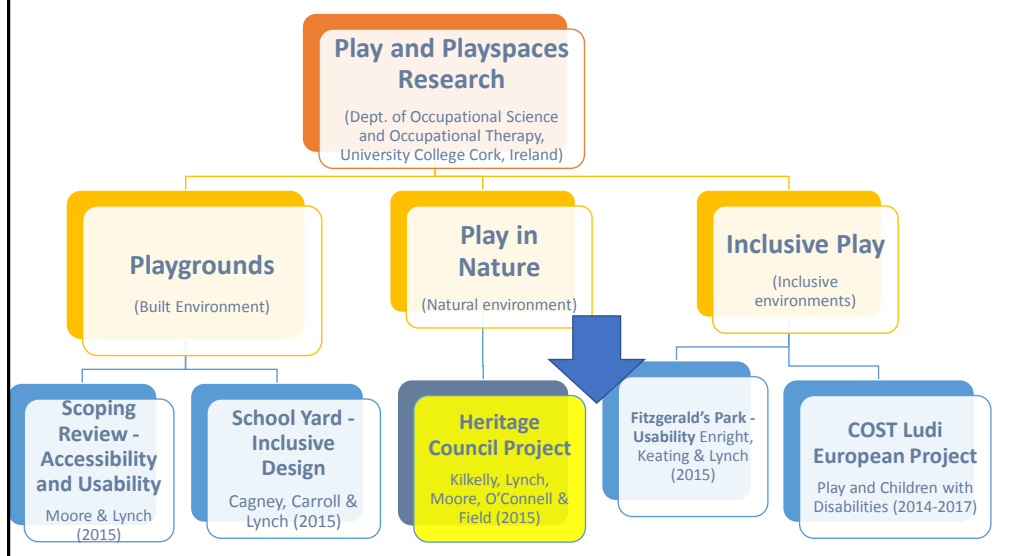 Play and Playspaces
Research
(Dept. of Occupational Science
and Occupational Therapy,
University College Cork, Ireland)
Playgrounds
(Built Environment)
Play in
Nature
(Natural environment)
Inclusive Play
(Inclusive
environments)
Scoping
Review -
Accessibility
and Usability
Moore & Lynch
(2015)
School Yard -
Inclusive
Design
Cagney, Carroll &
Lynch (2015)
Heritage
Council Project
Kilkelly, Lynch,
Moore, O’Connell &
Field (2015)
Fitzgerald’s Park -
Usability Enright,
Keating & Lynch
(2015)
COST Ludi
European Project
Play and Children with
Disabilities (2014-2017)